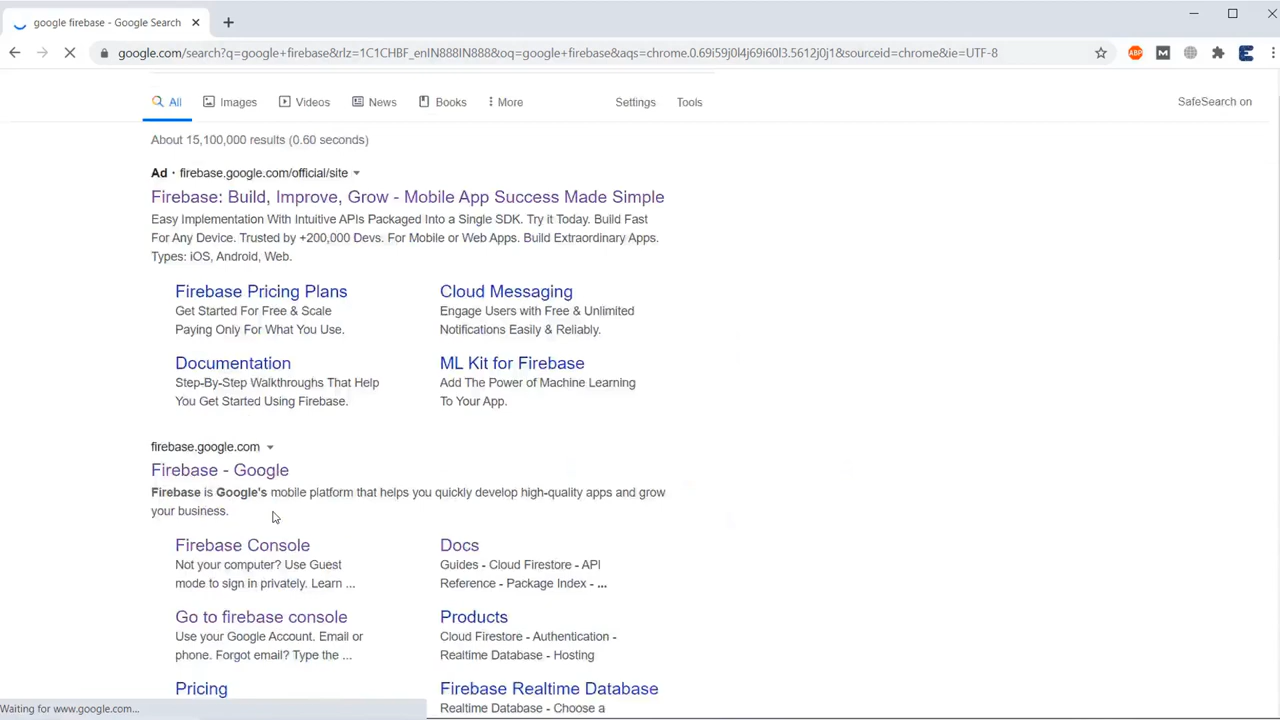 google firebase - Google Search
google.com/search?q=google+firebase&rlz=1C1CHBF_enIN888IN888&oq=google+firebase&aqs=chrome.0.69i59j0l4j69i60l3.5612j0j1&sourceid=chrome&ie=UTF-8
ABP
M
All Images Videos News Books More Settings Tools SafeSearch on
About 15,100,000 results (0.60 seconds)
Ad · firebase.google.com/official/site
Firebase: Build, Improve, Grow - Mobile App Success Made Simple
Easy Implementation With Intuitive APIs Packaged Into a Single SDK. Try it Today. Build Fast
For Any Device. Trusted by +200,000 Devs. For Mobile or Web Apps. Build Extraordinary Apps.
Types: iOS, Android, Web.
Firebase Pricing Plans
Get Started For Free & Scale
Paying Only For What You Use.
Cloud Messaging
Engage Users with Free & Unlimited
Notifications Easily & Reliably.
Documentation
Step-By-Step Walkthroughs That Help
You Get Started Using Firebase.
ML Kit for Firebase
Add The Power of Machine Learning
To Your App.
firebase.google.com
Firebase - Google
Firebase is Google's mobile platform that helps you quickly develop high-quality apps and grow
your business.
Firebase Console
Not your computer? Use Guest
mode to sign in privately. Learn ...
Docs
Guides - Cloud Firestore - API
Reference - Package Index - ...
Go to firebase console
Use your Google Account. Email or
phone. Forgot email? Type the ...
Products
Cloud Firestore - Authentication -
Realtime Database - Hosting
Pricing
Firebase Realtime Database
Realtime Database - Choose a
Waiting for www.google.com...